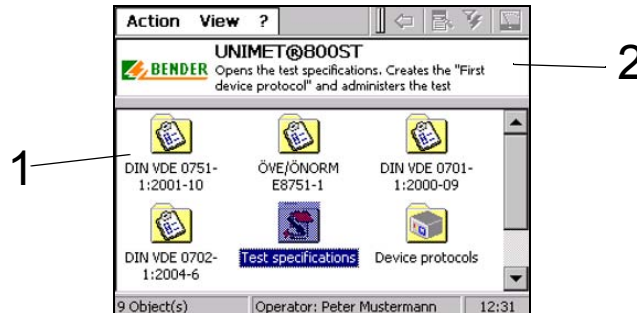 Action View ?
UNIMET®800ST
BENDER Opens the test specifications. Creates the "First
device protocol" and administers the test
2
1
DIN VDE 0751-
1:2001-10
ÖVE/ÖNORM
E8751-1
DIN VDE 0701-
1:2000-09
DIN VDE 0702-
1:2004-6
Test specifications
Device protocols
9 Object(s) Operator: Peter Mustermann 12:31